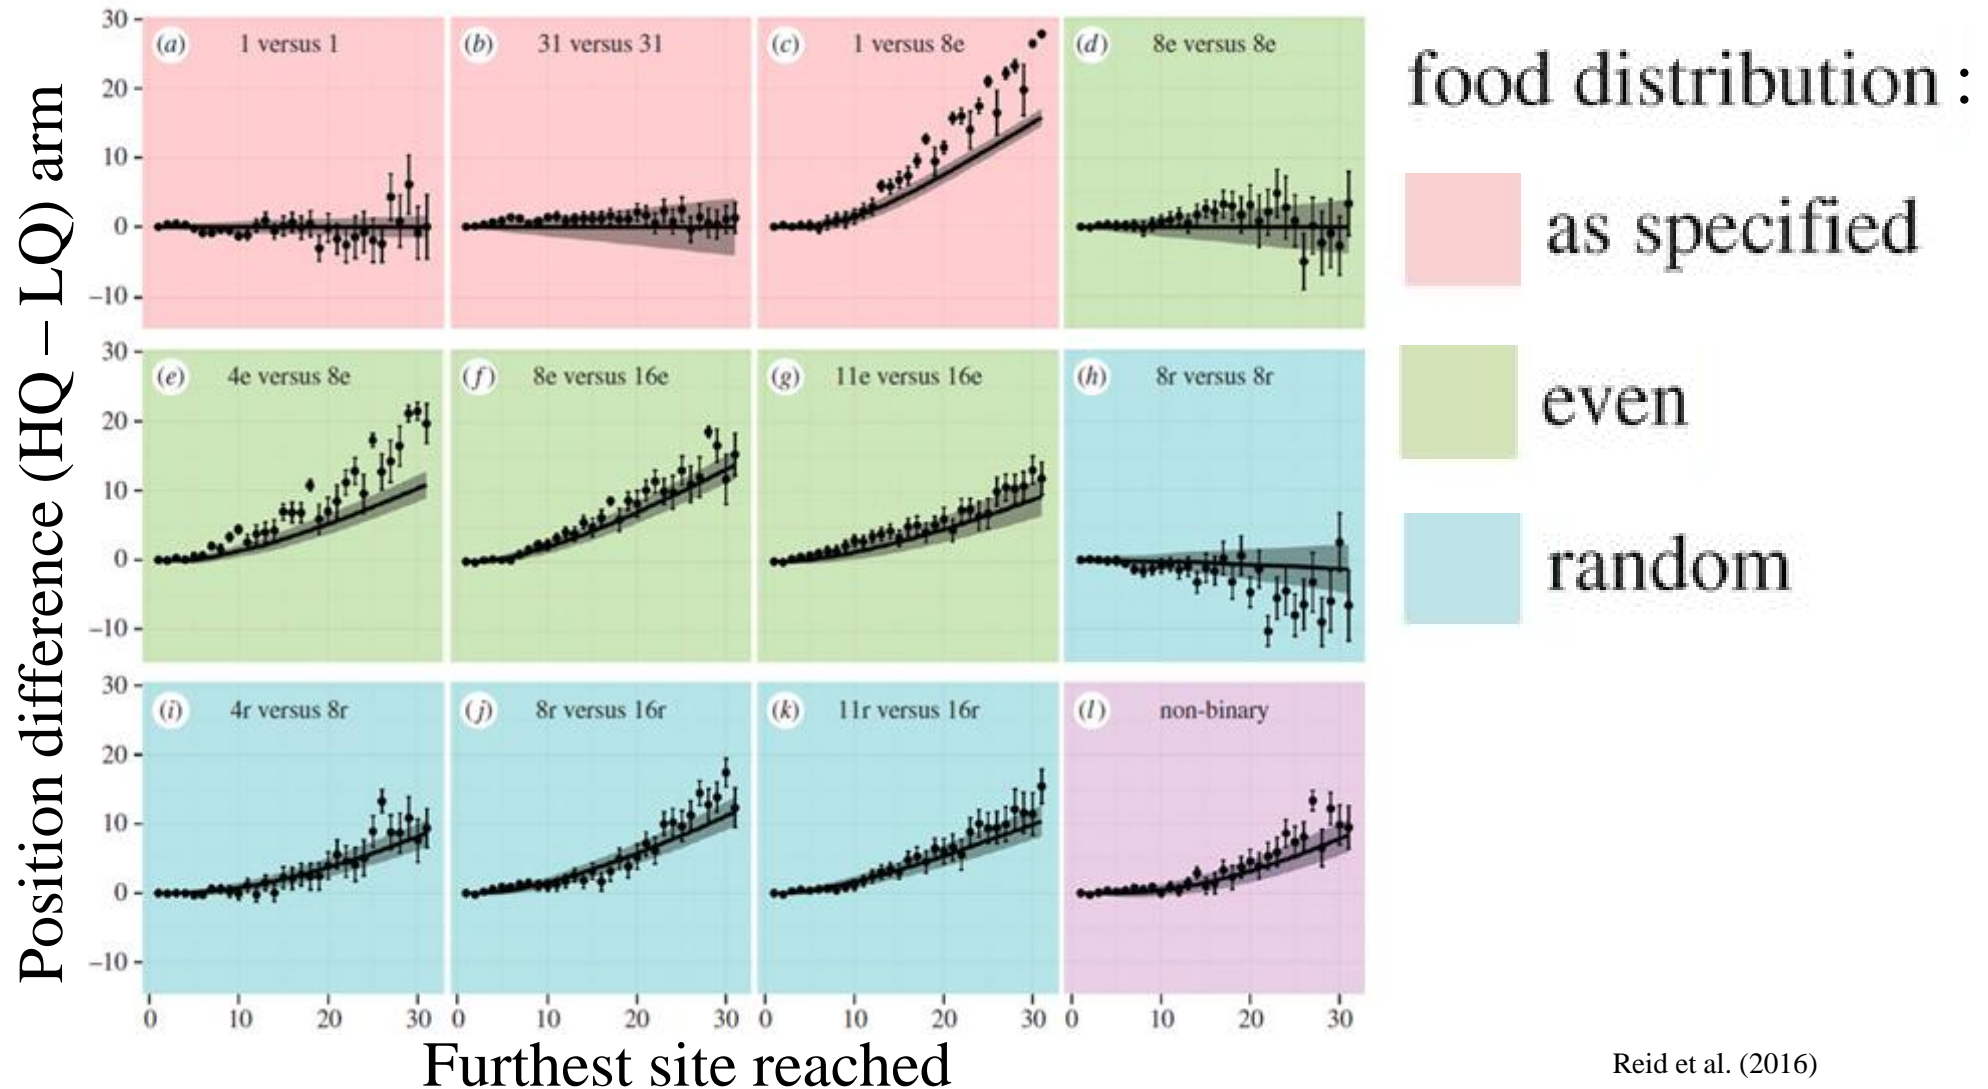 Position difference (HQ – LQ) arm
30
20
10
0
–10
(a) 1 versus 1
(b) 31 versus 31
(c) 1 versus 8e
(d) 8e versus 8e
30
20
10
0
–10
(e) 4e versus 8e
(f) 8e versus 16e
(g) 11e versus 16e
(h) 8r versus 8r
30
20
10
0
–10
(i) 4r versus 8r
(j) 8r versus 16r
(k) 11r versus 16r
(l) non-binary
0 10 20 30 0 10 20 30 0 10 20 30 0 10 20 30
Furthest site reached
food distribution :
as specified
even
random
Reid et al. (2016)